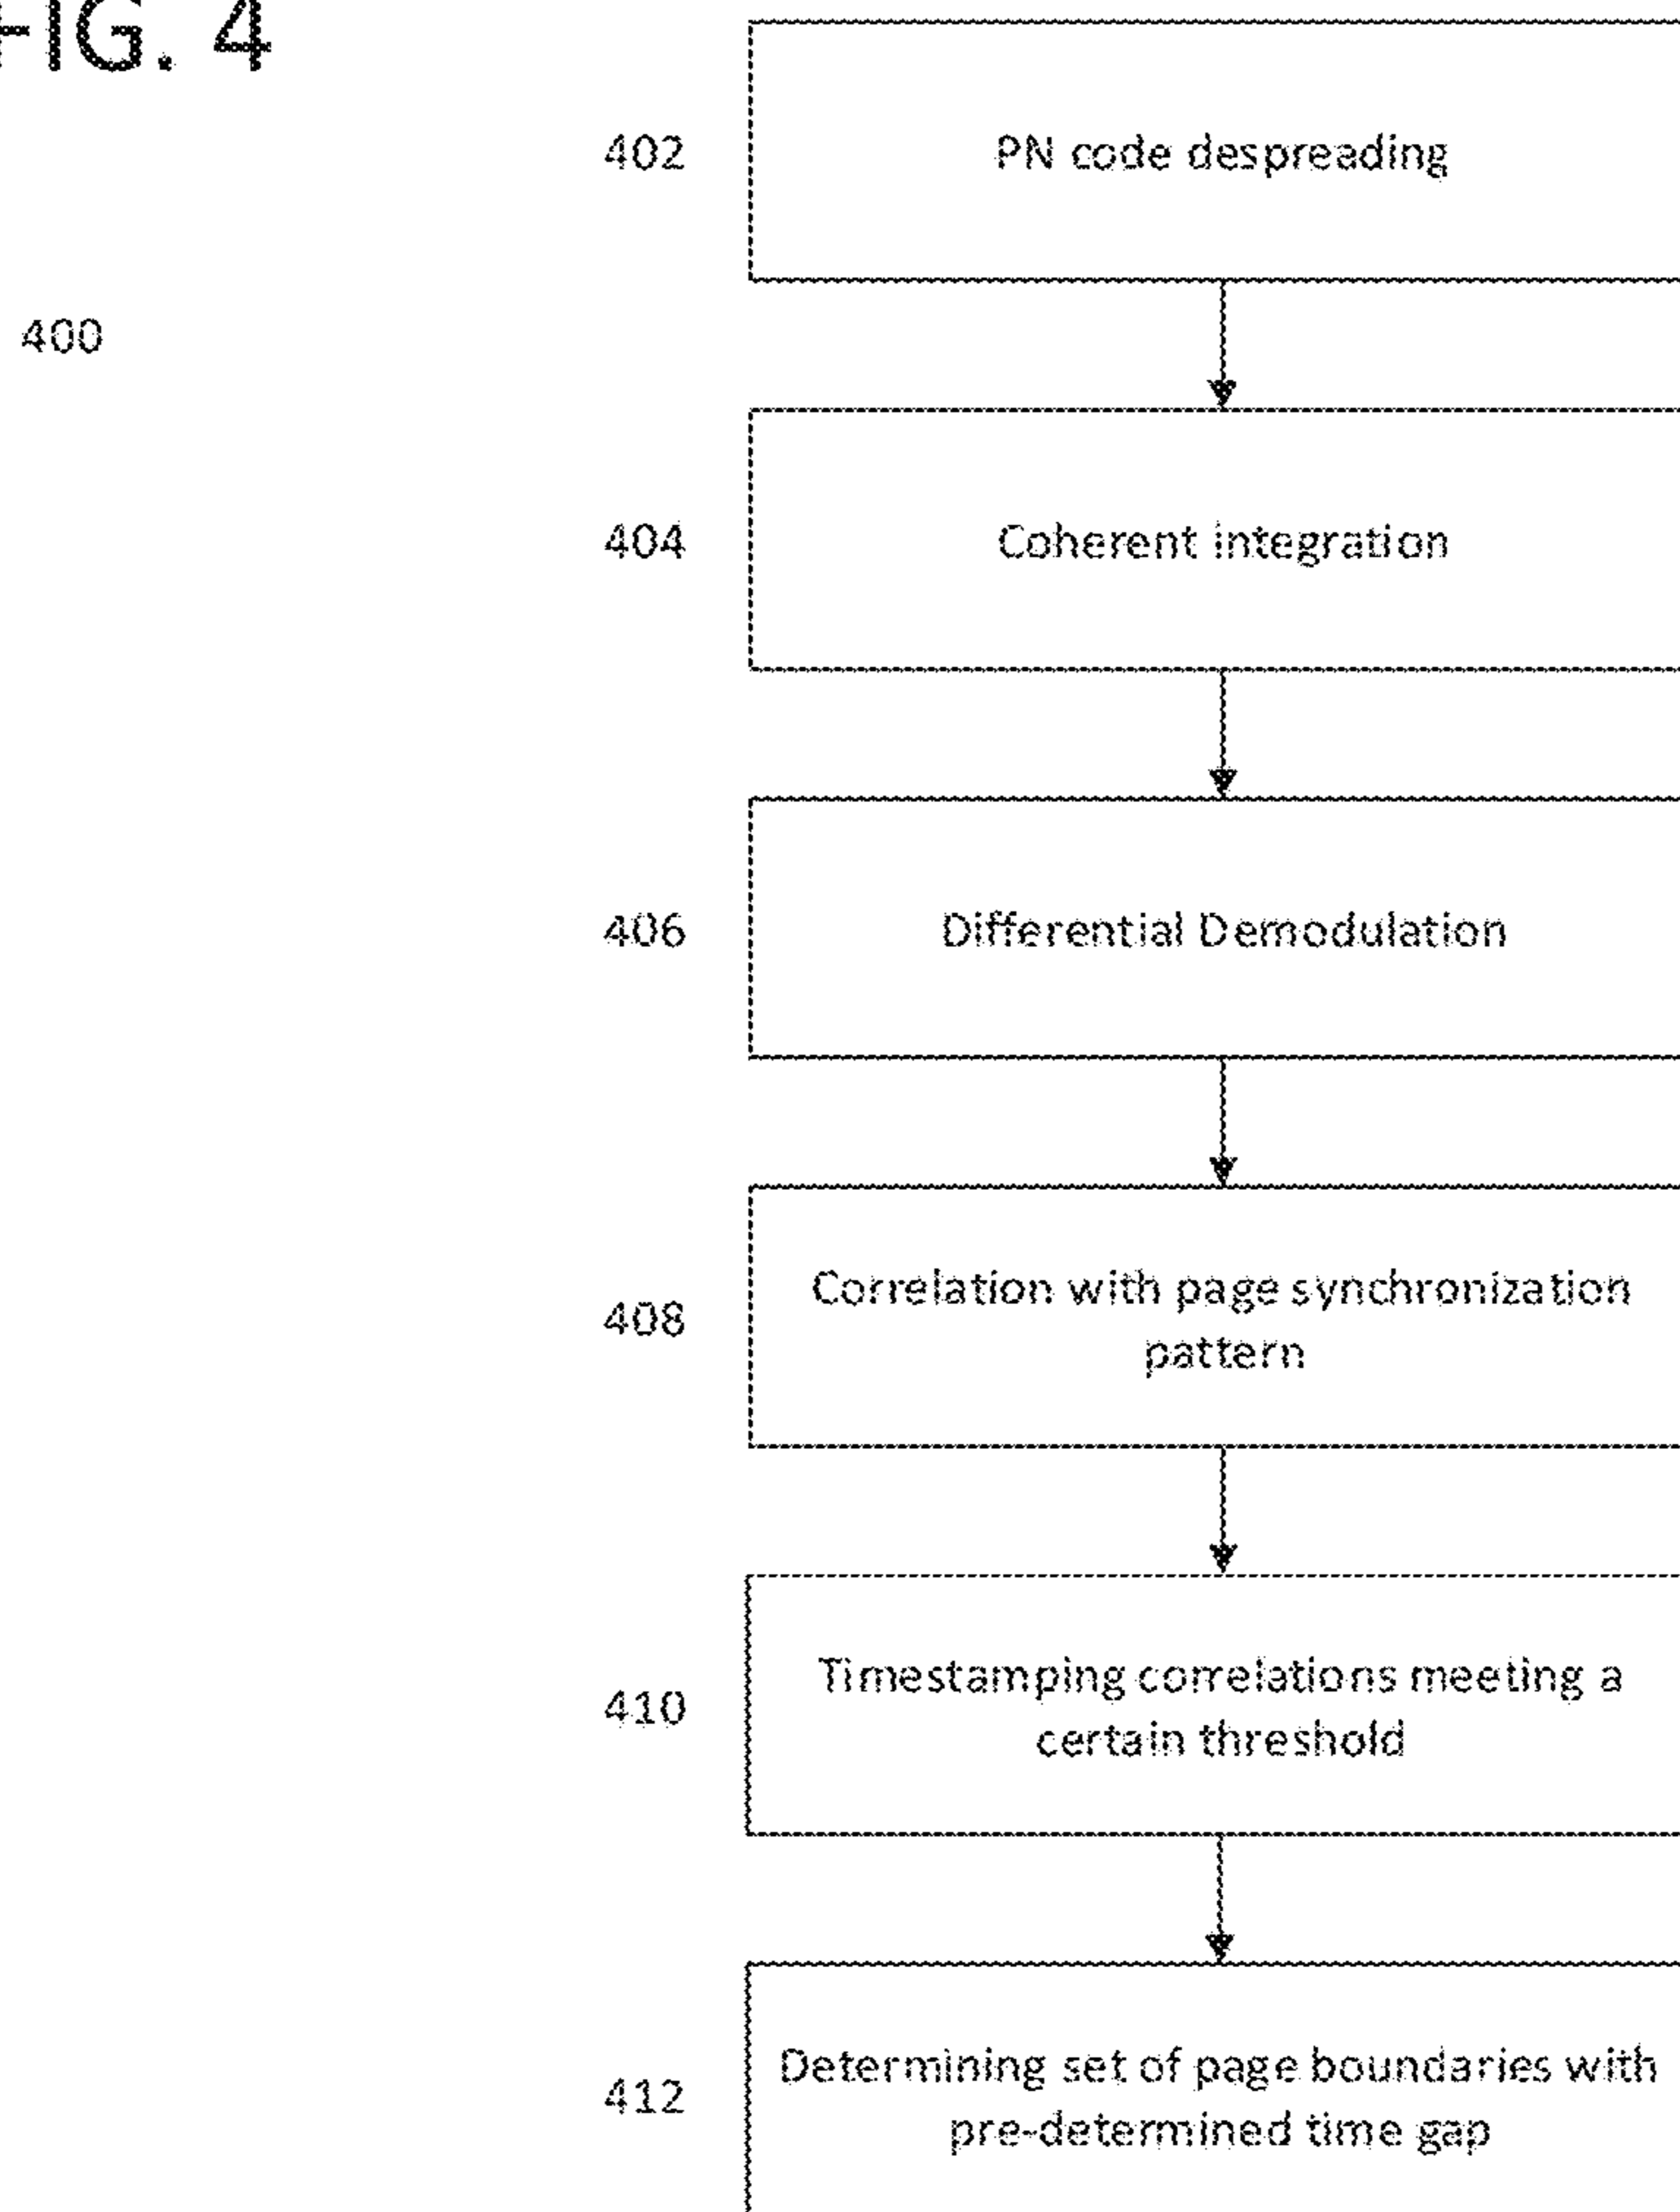 FIG. 4
402
PN code despreading
400
404
Coherent integration
406
Differential Demodulation
408
Correlation with page synchronization
pattern
410
Timestamping correlations meeting a
certain threshold
412
Determining set of page boundaries with
pre-determined time gap